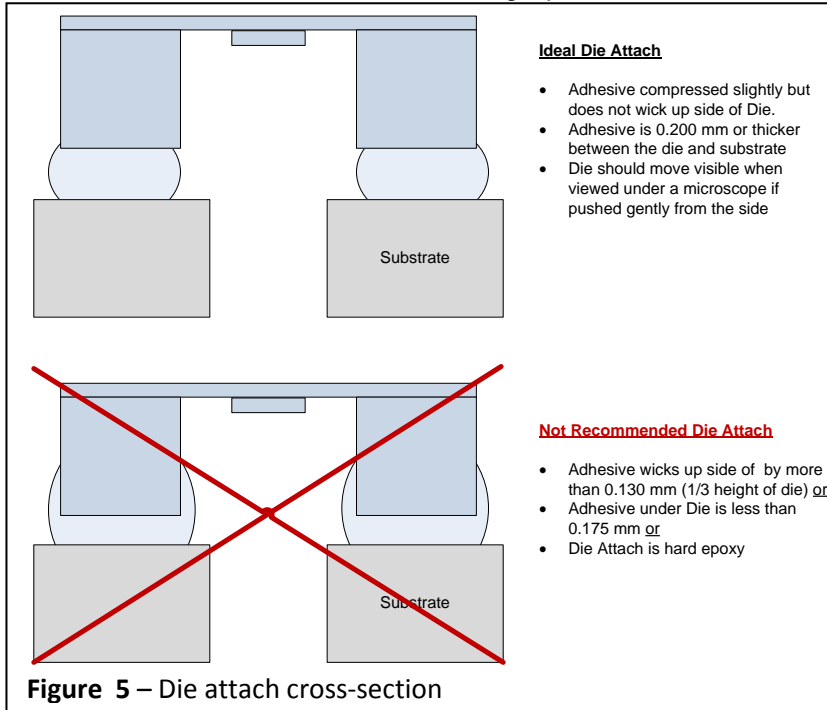 Ideal Die Attach
• Adhesive compressed slightly but
does not wick up side of Die.
• Adhesive is 0.200 mm or thicker
between the die and substrate
• Die should move visible when
viewed under a microscope if
pushed gently from the side
Substrate
Not Recommended Die Attach
• Adhesive wicks up side of by more
than 0.130 mm (1/3 height of die) or
• Adhesive under Die is less than
0.175 mm or
• Die Attach is hard epoxy
Substrate
Figure 5 – Die attach cross-section